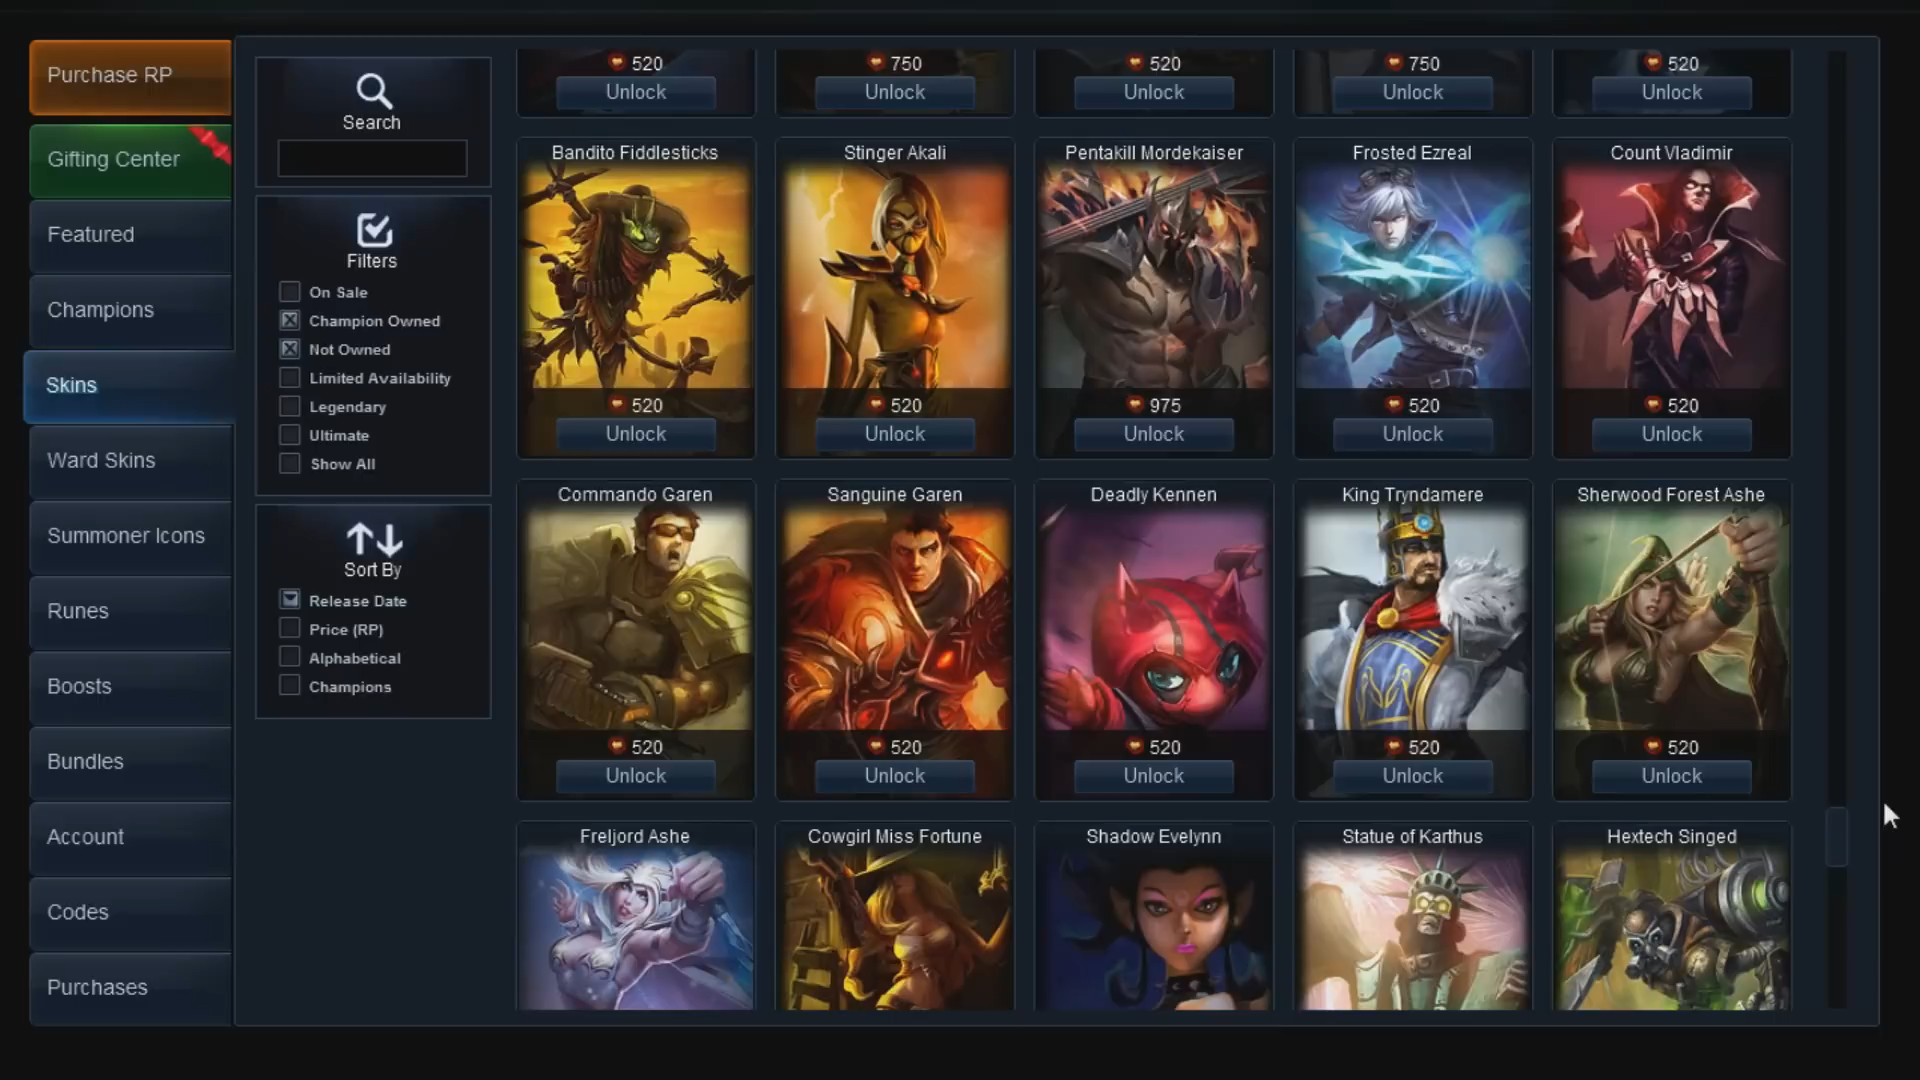 Purchase RP
Gifting Center
Featured
Champions
Skins
Ward Skins
Summoner Icons
Runes
Boosts
Bundles
Account
Codes
Purchases
Search
Filters
On Sale
Champion Owned
Not Owned
Limited Availability
Legendary
Ultimate
Show All
Sort By
Release Date
Price (RP)
Alphabetical
Champions
520 750 520 750 520
Unlock Unlock Unlock Unlock Unlock
Bandito Fiddlesticks Stinger Akali Pentakill Mordekaiser Frosted Ezreal Count Vladimir
520 520 975 520 520
Unlock Unlock Unlock Unlock Unlock
Commando Garen Sanguine Garen Deadly Kennen King Tryndamere Sherwood Forest Ashe
520 520 520 520 520
Unlock Unlock Unlock Unlock Unlock
Freljord Ashe Cowgirl Miss Fortune Shadow Evelynn Statue of Karthus Hextech Singed